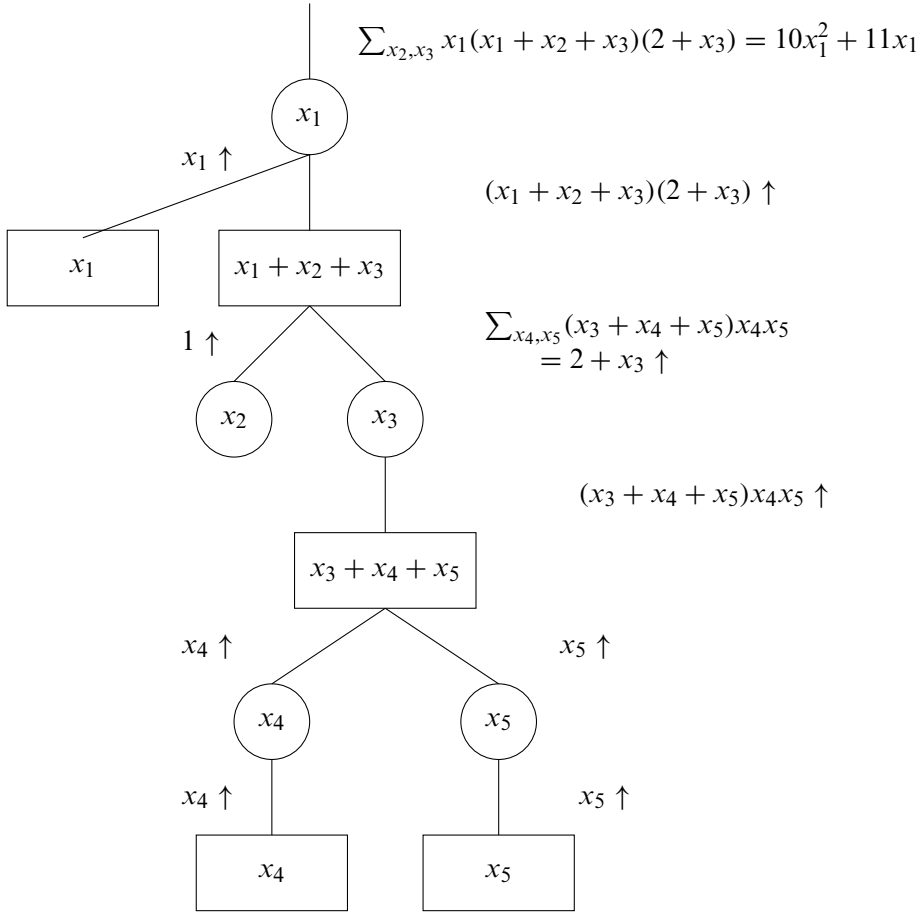 ∑_{x₂,x₃} x₁(x₁ + x₂ + x₃)(2 + x₃) = 10x₁² + 11x₁
x₁
x₁ ↑
(x₁ + x₂ + x₃)(2 + x₃) ↑
x₁
x₁ + x₂ + x₃
1 ↑
∑_{x₄,x₅}(x₃ + x₄ + x₅)x₄x₅
= 2 + x₃ ↑
x₂
x₃
(x₃ + x₄ + x₅)x₄x₅ ↑
x₃ + x₄ + x₅
x₄ ↑
x₅ ↑
x₄
x₅
x₄ ↑
x₅ ↑
x₄
x₅